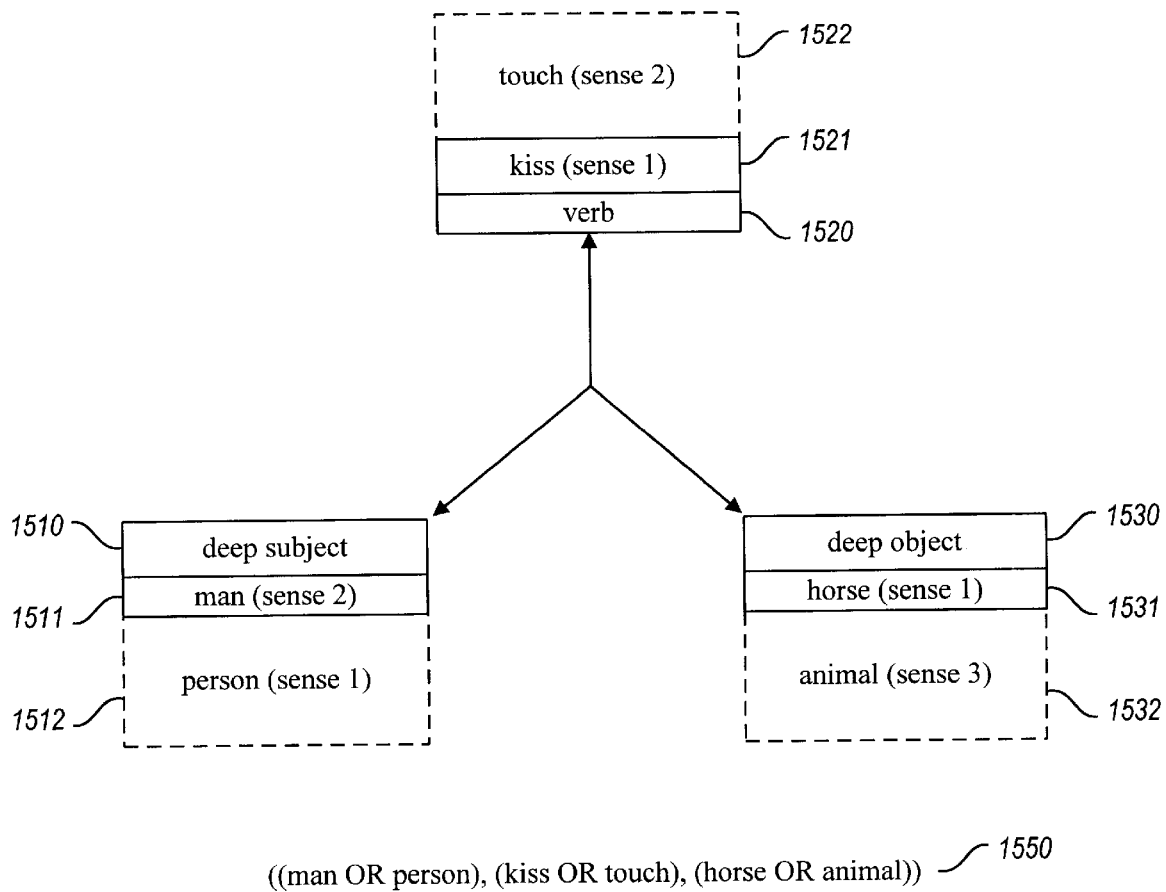 1522
touch (sense 2)
1521
kiss (sense 1)
verb
1520
1510
deep subject
1511
man (sense 2)
person (sense 1)
1512
1530
deep object
horse (sense 1)
1531
animal (sense 3)
1532
1550
((man OR person), (kiss OR touch), (horse OR animal))